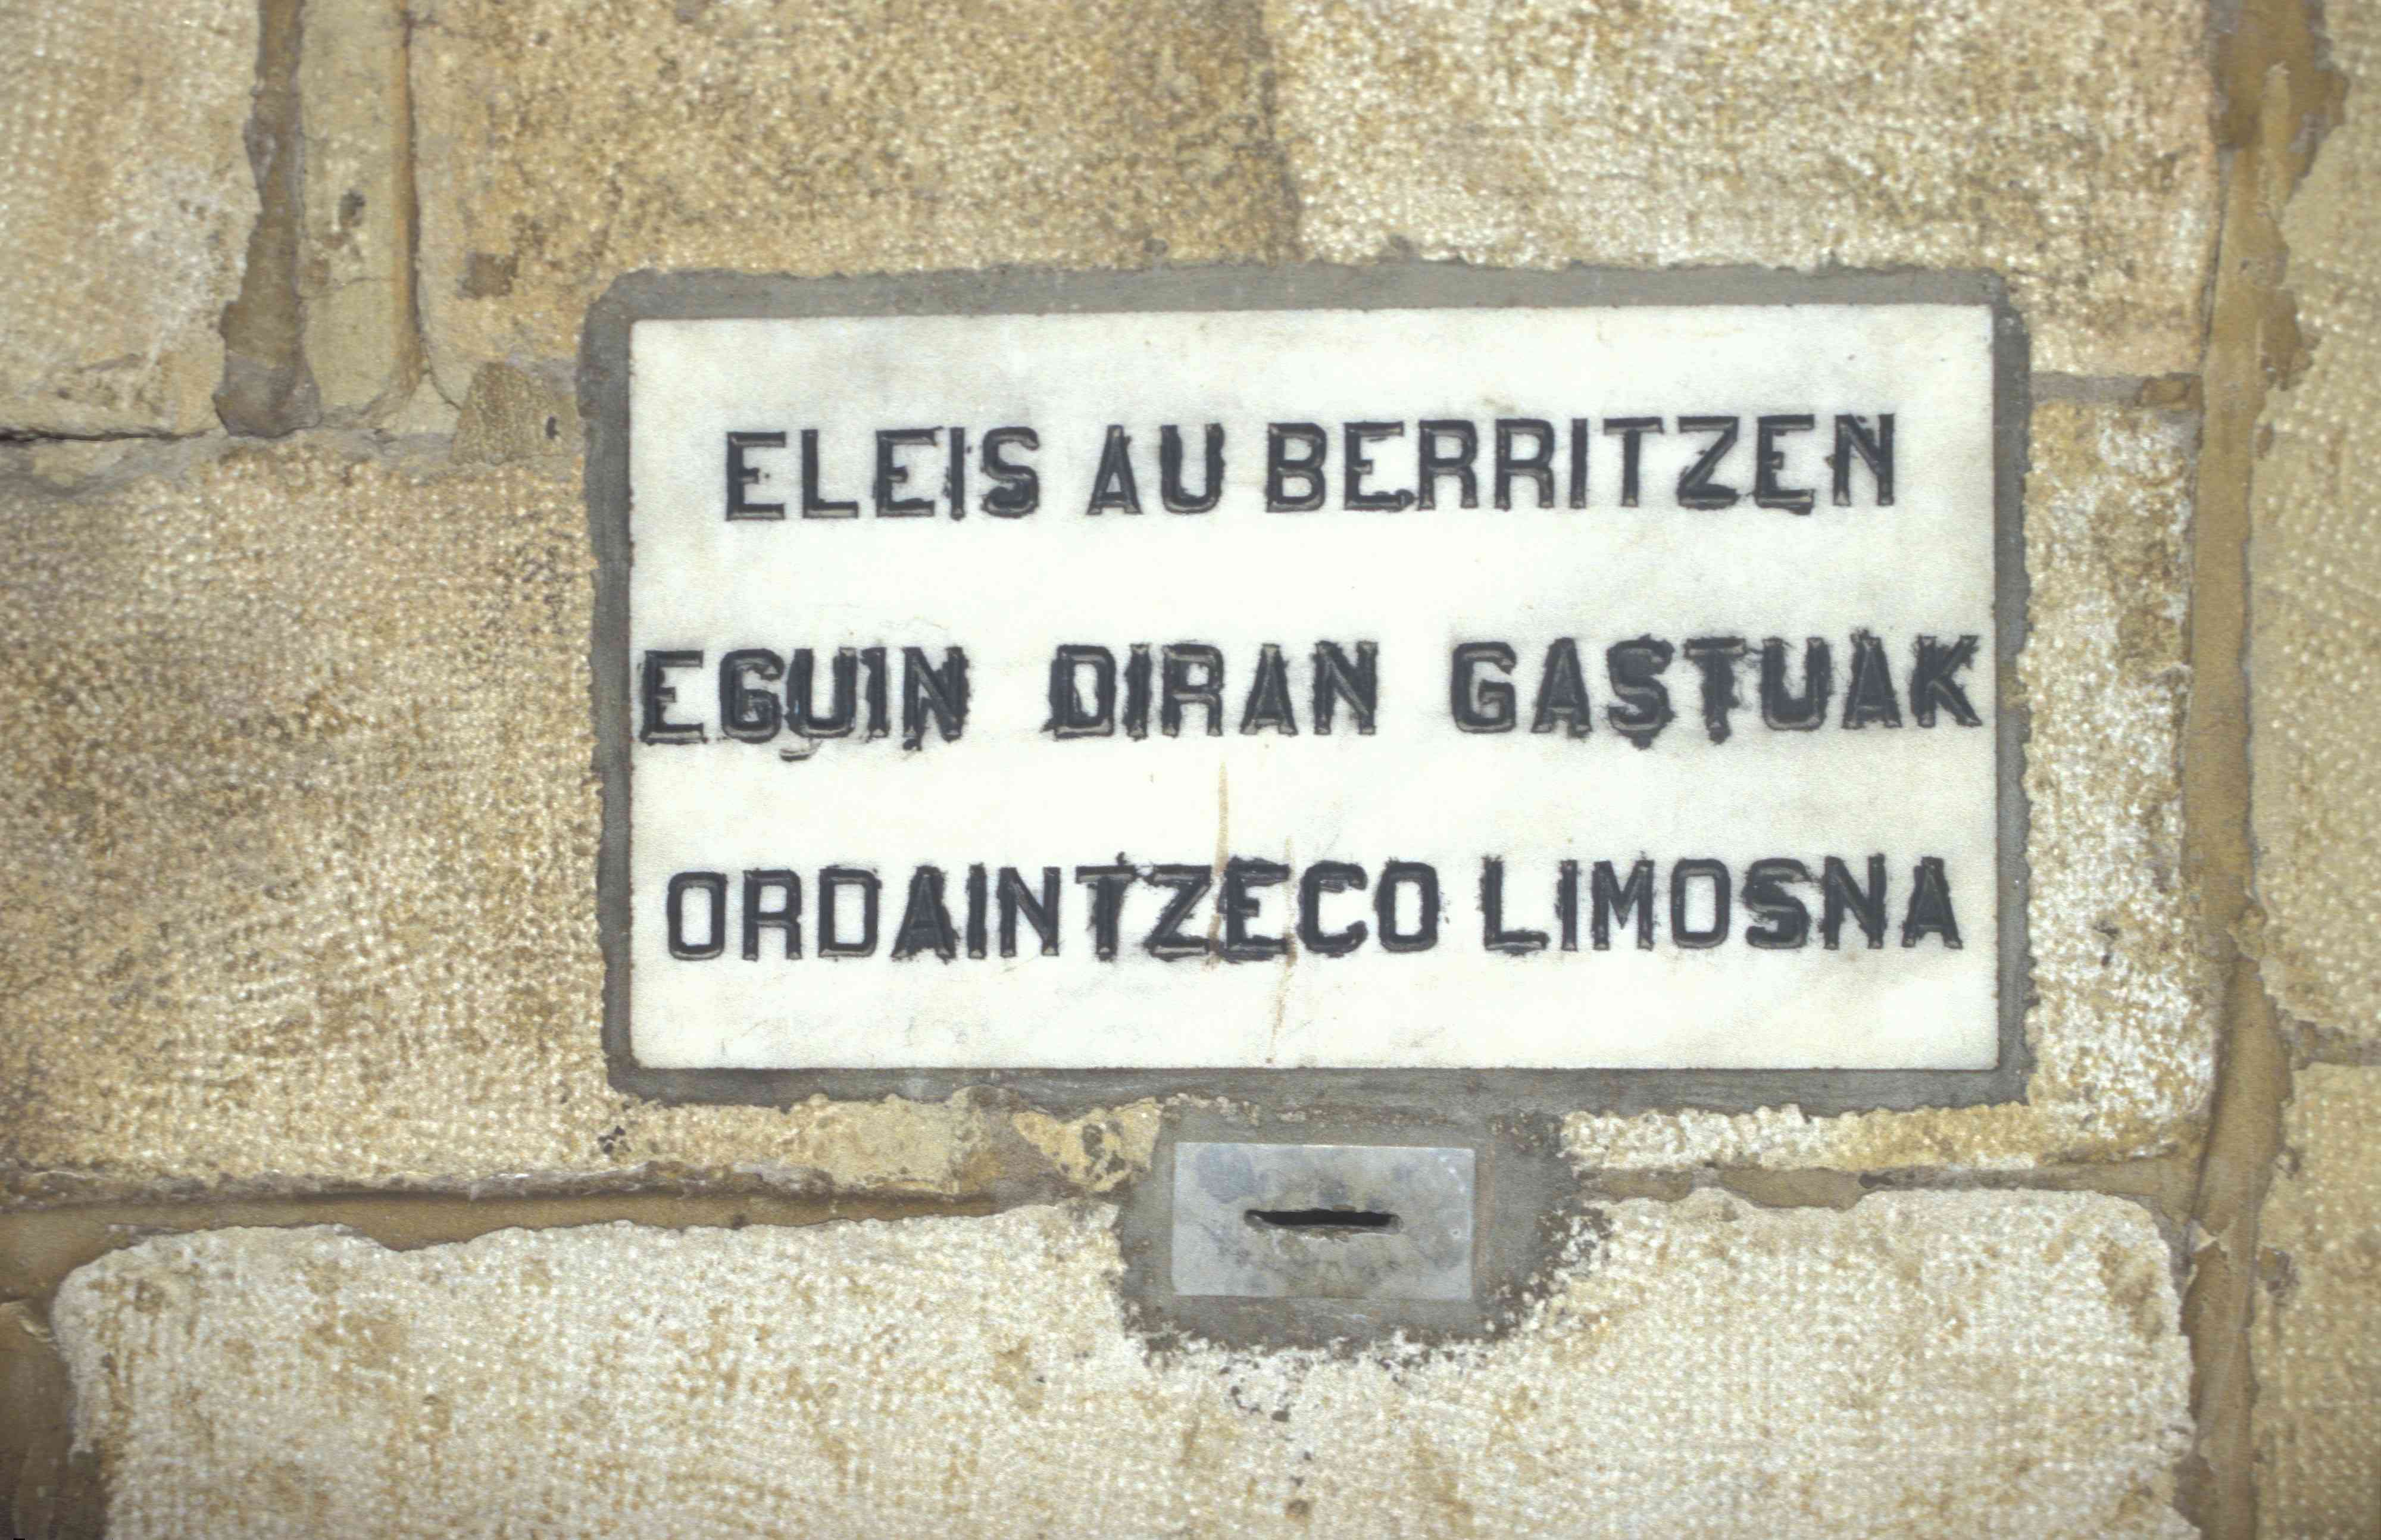 ELEIS AU BERRITZEN
EGUIN DIRAN GASTUAK
ORDAINTZECO LIMOSNA